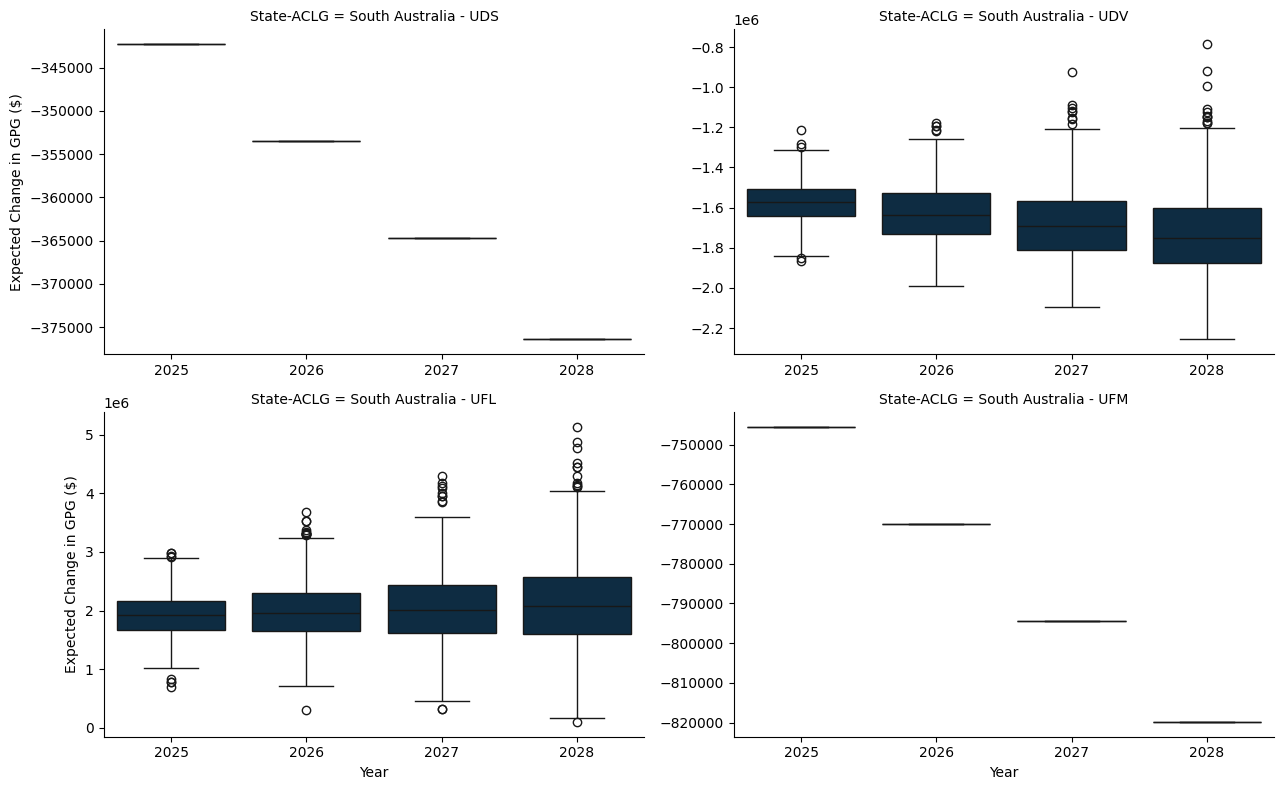 State-ACLG = South Australia - UDS
Expected Change in GPG ($)
−345000
−350000
−355000
−360000
−365000
−370000
−375000
2025 2026 2027 2028
State-ACLG = South Australia - UDV
1e6
−0.8
−1.0
−1.2
−1.4
−1.6
−1.8
−2.0
−2.2
2025 2026 2027 2028
State-ACLG = South Australia - UFL
1e6
Expected Change in GPG ($)
5
4
3
2
1
0
2025 2026 2027 2028
Year
State-ACLG = South Australia - UFM
−750000
−760000
−770000
−780000
−790000
−800000
−810000
−820000
2025 2026 2027 2028
Year